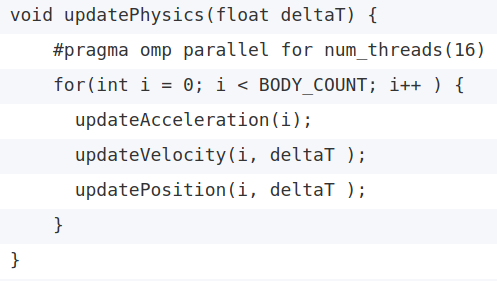 void updatePhysics(float deltaT) {
    #pragma omp parallel for num_threads(16)
    for(int i = 0; i < BODY_COUNT; i++ ) {
      updateAcceleration(i);
      updateVelocity(i, deltaT );
      updatePosition(i, deltaT );
    }
}